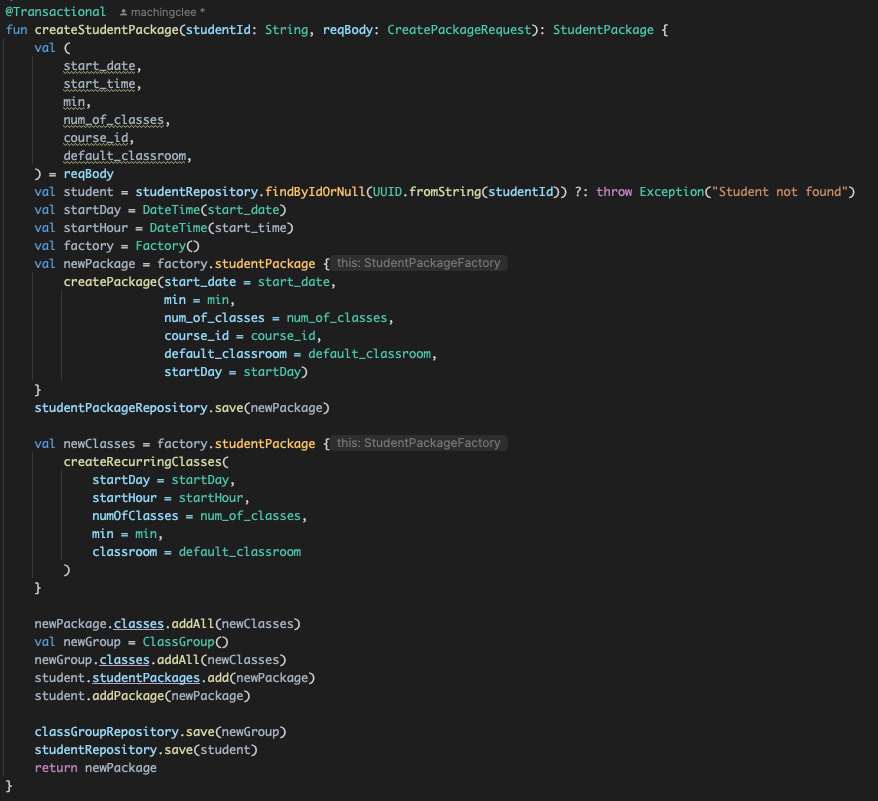 @Transactional machingclee *
fun createStudentPackage(studentId: String, reqBody: CreatePackageRequest): StudentPackage {
    val (
        start_date,
        start_time,
        min,
        num_of_classes,
        course_id,
        default_classroom,
    ) = reqBody
    val student = studentRepository.findByIdOrNull(UUID.fromString(studentId)) ?: throw Exception("Student not found")
    val startDay = DateTime(start_date)
    val startHour = DateTime(start_time)
    val factory = Factory()
    val newPackage = factory.studentPackage { this: StudentPackageFactory
        createPackage(start_date = start_date,
                      min = min,
                      num_of_classes = num_of_classes,
                      course_id = course_id,
                      default_classroom = default_classroom,
                      startDay = startDay)
    }
    studentPackageRepository.save(newPackage)

    val newClasses = factory.studentPackage { this: StudentPackageFactory
        createRecurringClasses(
            startDay = startDay,
            startHour = startHour,
            numOfClasses = num_of_classes,
            min = min,
            classroom = default_classroom
        )
    }

    newPackage.classes.addAll(newClasses)
    val newGroup = ClassGroup()
    newGroup.classes.addAll(newClasses)
    student.studentPackages.add(newPackage)
    student.addPackage(newPackage)

    classGroupRepository.save(newGroup)
    studentRepository.save(student)
    return newPackage
}